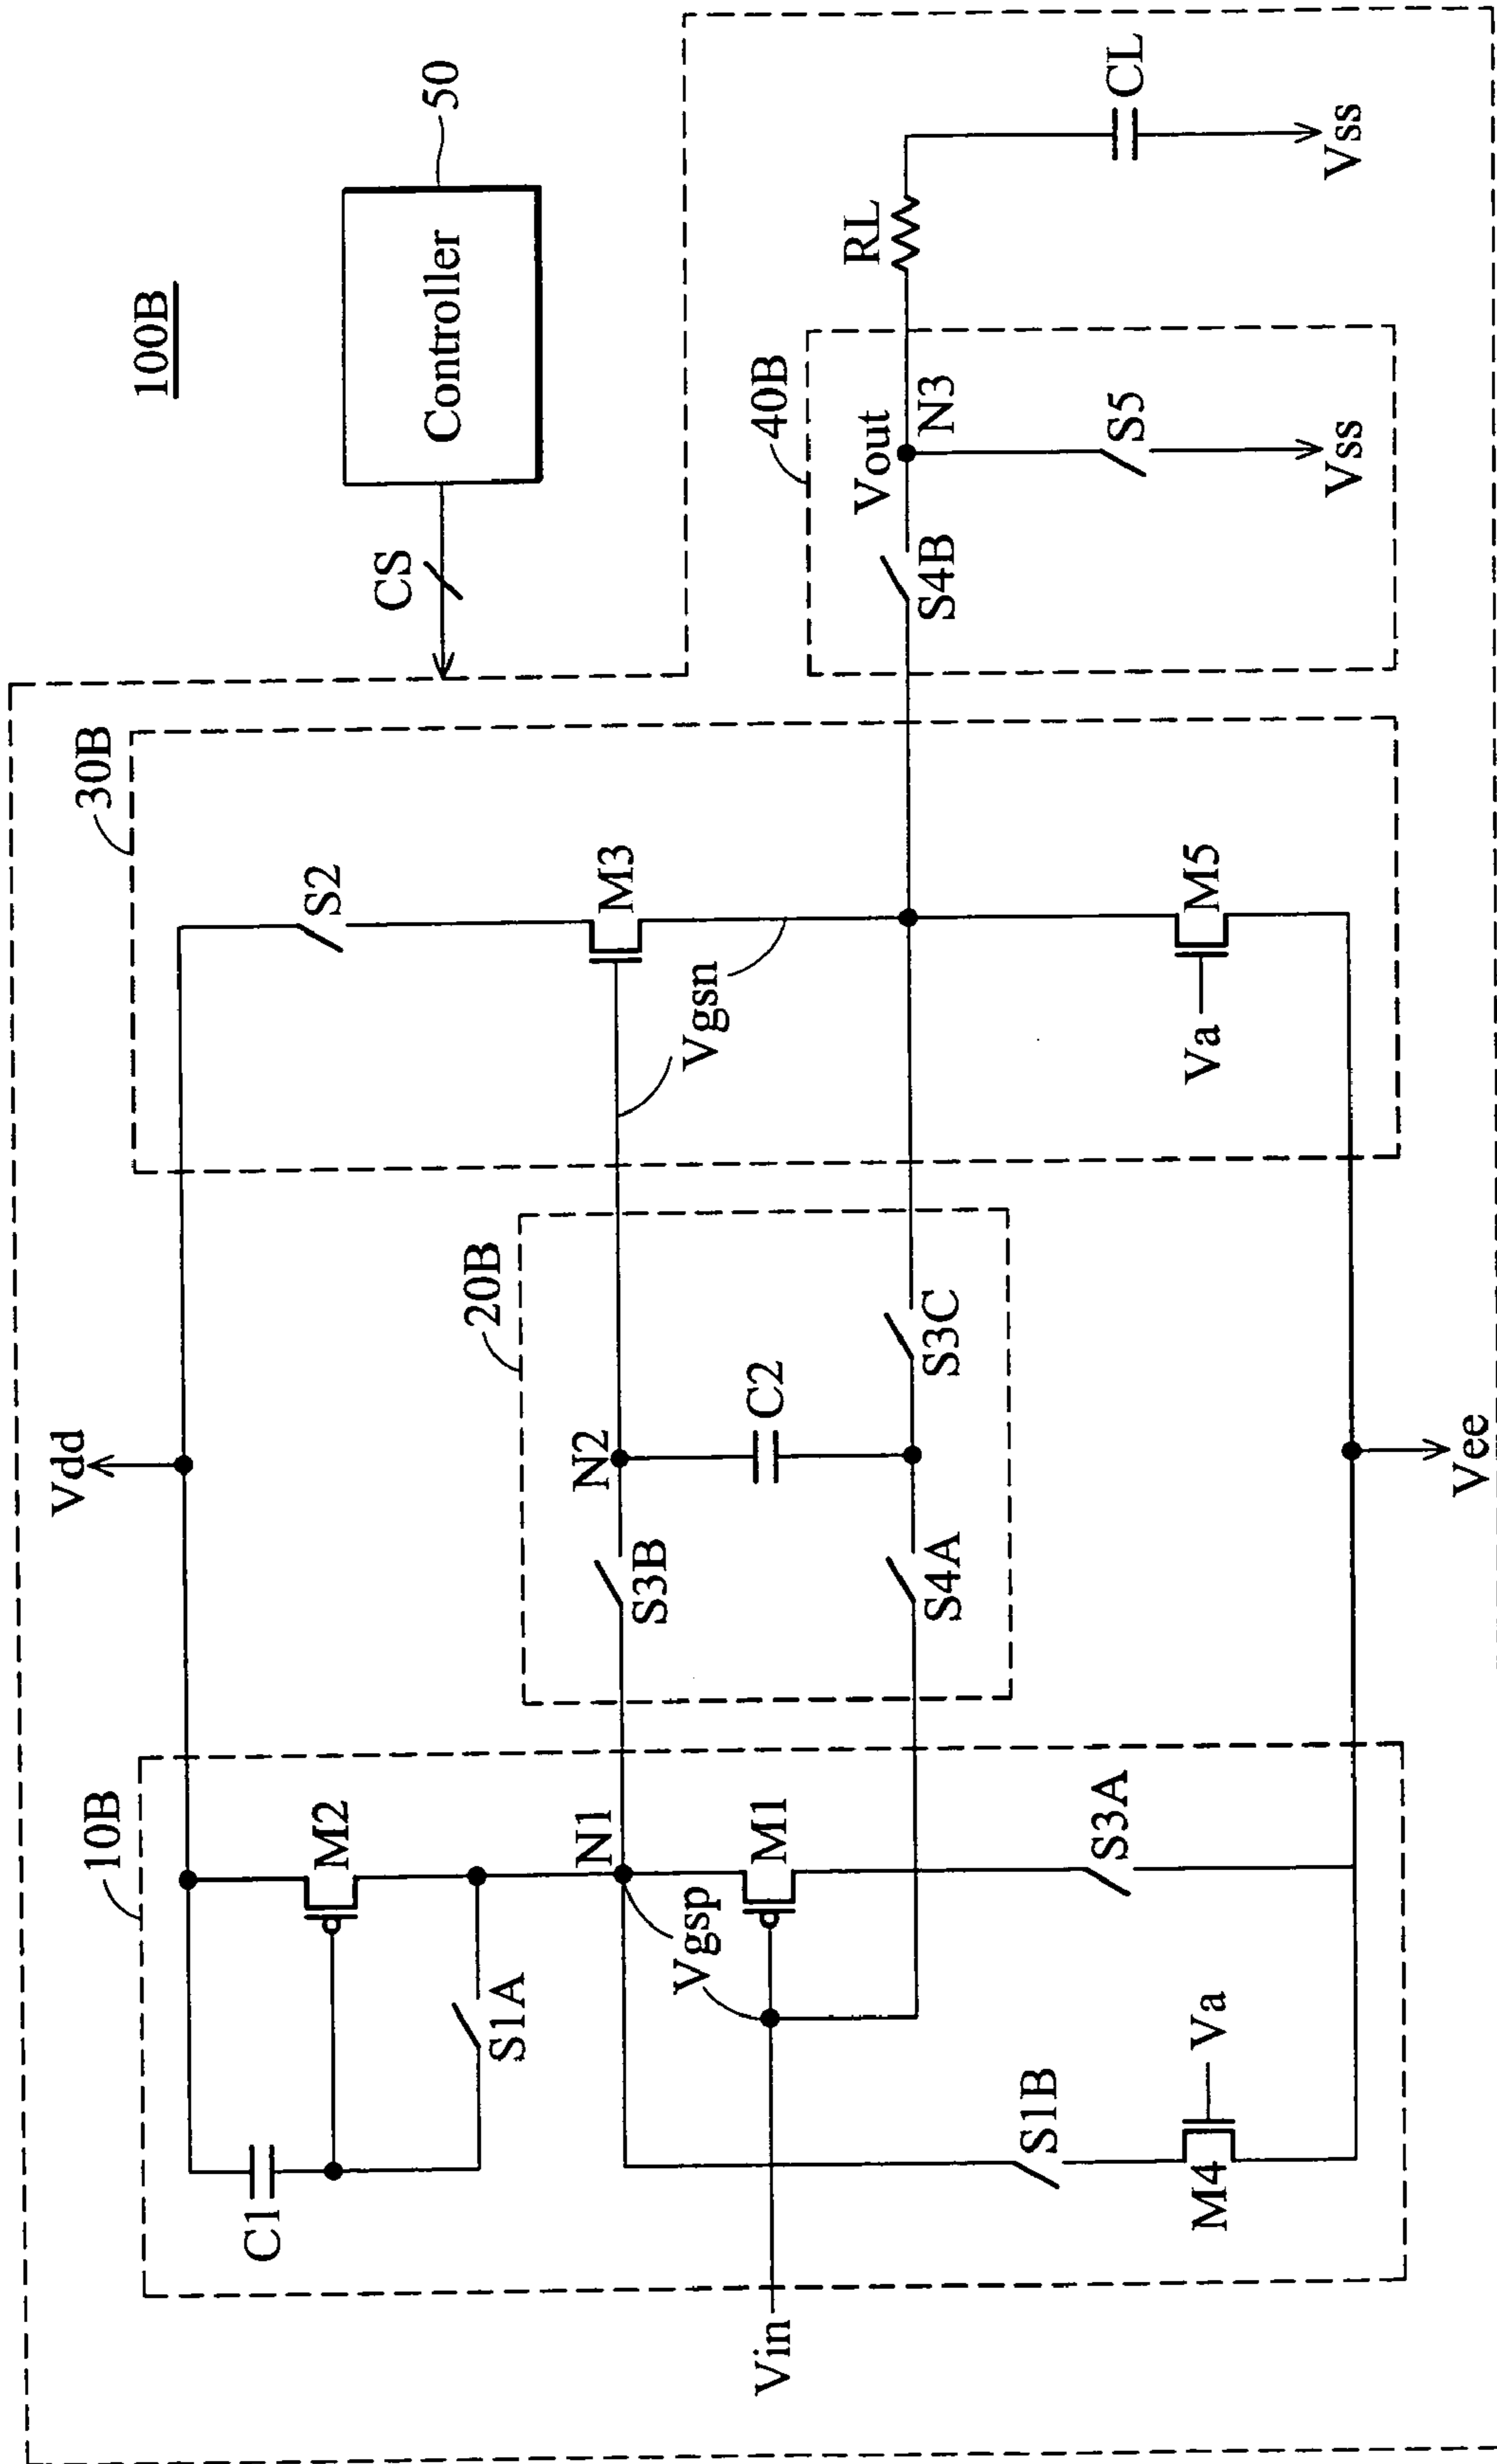 100B
Controller
50
CS
Vdd
30B
S2
M3
Vgsn
M5
Va
40B
Vout
N3
S4B
S5
Vss
RL
CL
Vss
20B
N2
S3B
C2
S4A
S3C
10B
M2
C1
S1A
N1
Vgsp
M1
S3A
S1B
M4
Va
Vin
Vee